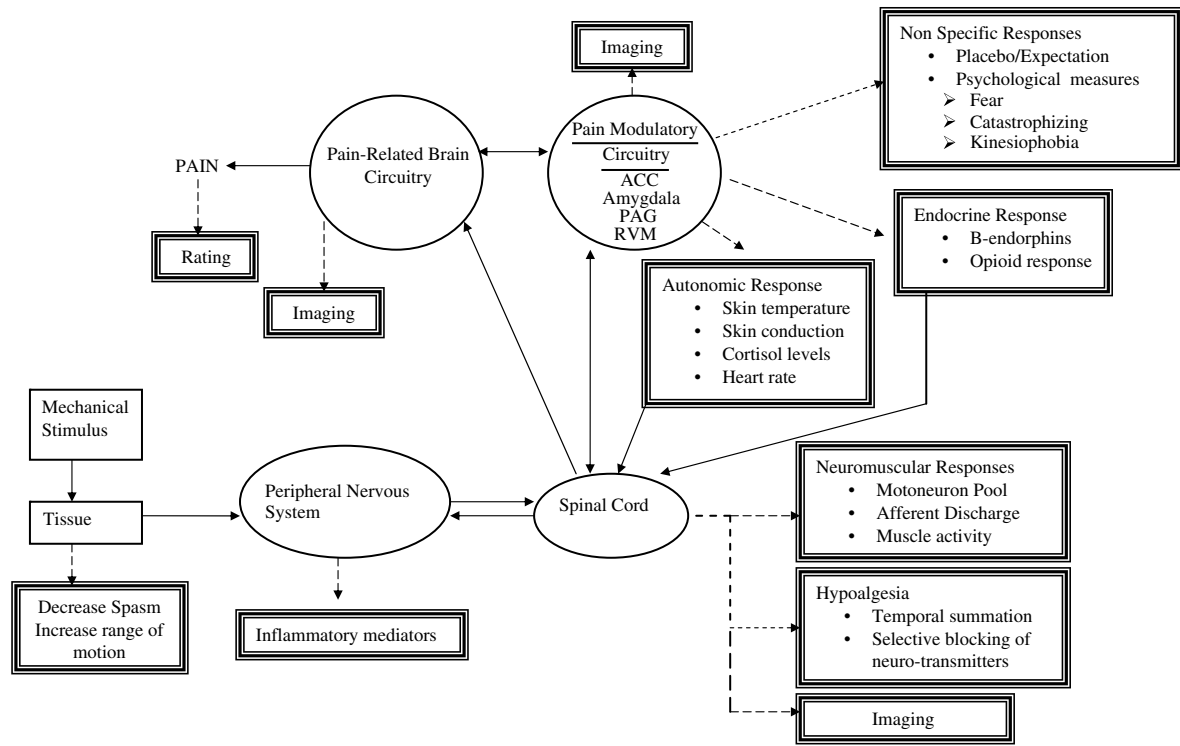 Imaging
Non Specific Responses
• Placebo/Expectation
• Psychological measures
➢ Fear
➢ Catastrophizing
➢ Kinesiophobia
Pain Modulatory
Circuitry
ACC
Amygdala
PAG
RVM
Pain-Related Brain
Circuitry
PAIN
Rating
Imaging
Endocrine Response
• B-endorphins
• Opioid response
Autonomic Response
• Skin temperature
• Skin conduction
• Cortisol levels
• Heart rate
Mechanical
Stimulus
Tissue
Peripheral Nervous
System
Spinal Cord
Neuromuscular Responses
• Motoneuron Pool
• Afferent Discharge
• Muscle activity
Decrease Spasm
Increase range of
motion
Inflammatory mediators
Hypoalgesia
• Temporal summation
• Selective blocking of
neuro-transmitters
Imaging